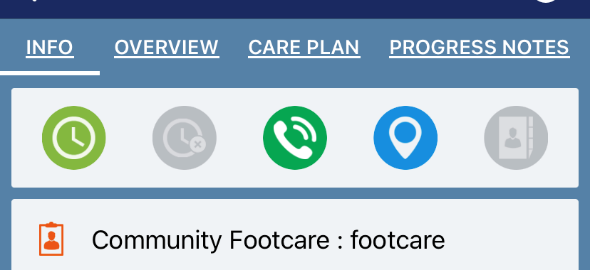 INFO OVERVIEW CARE PLAN PROGRESS NOTES
Community Footcare : footcare